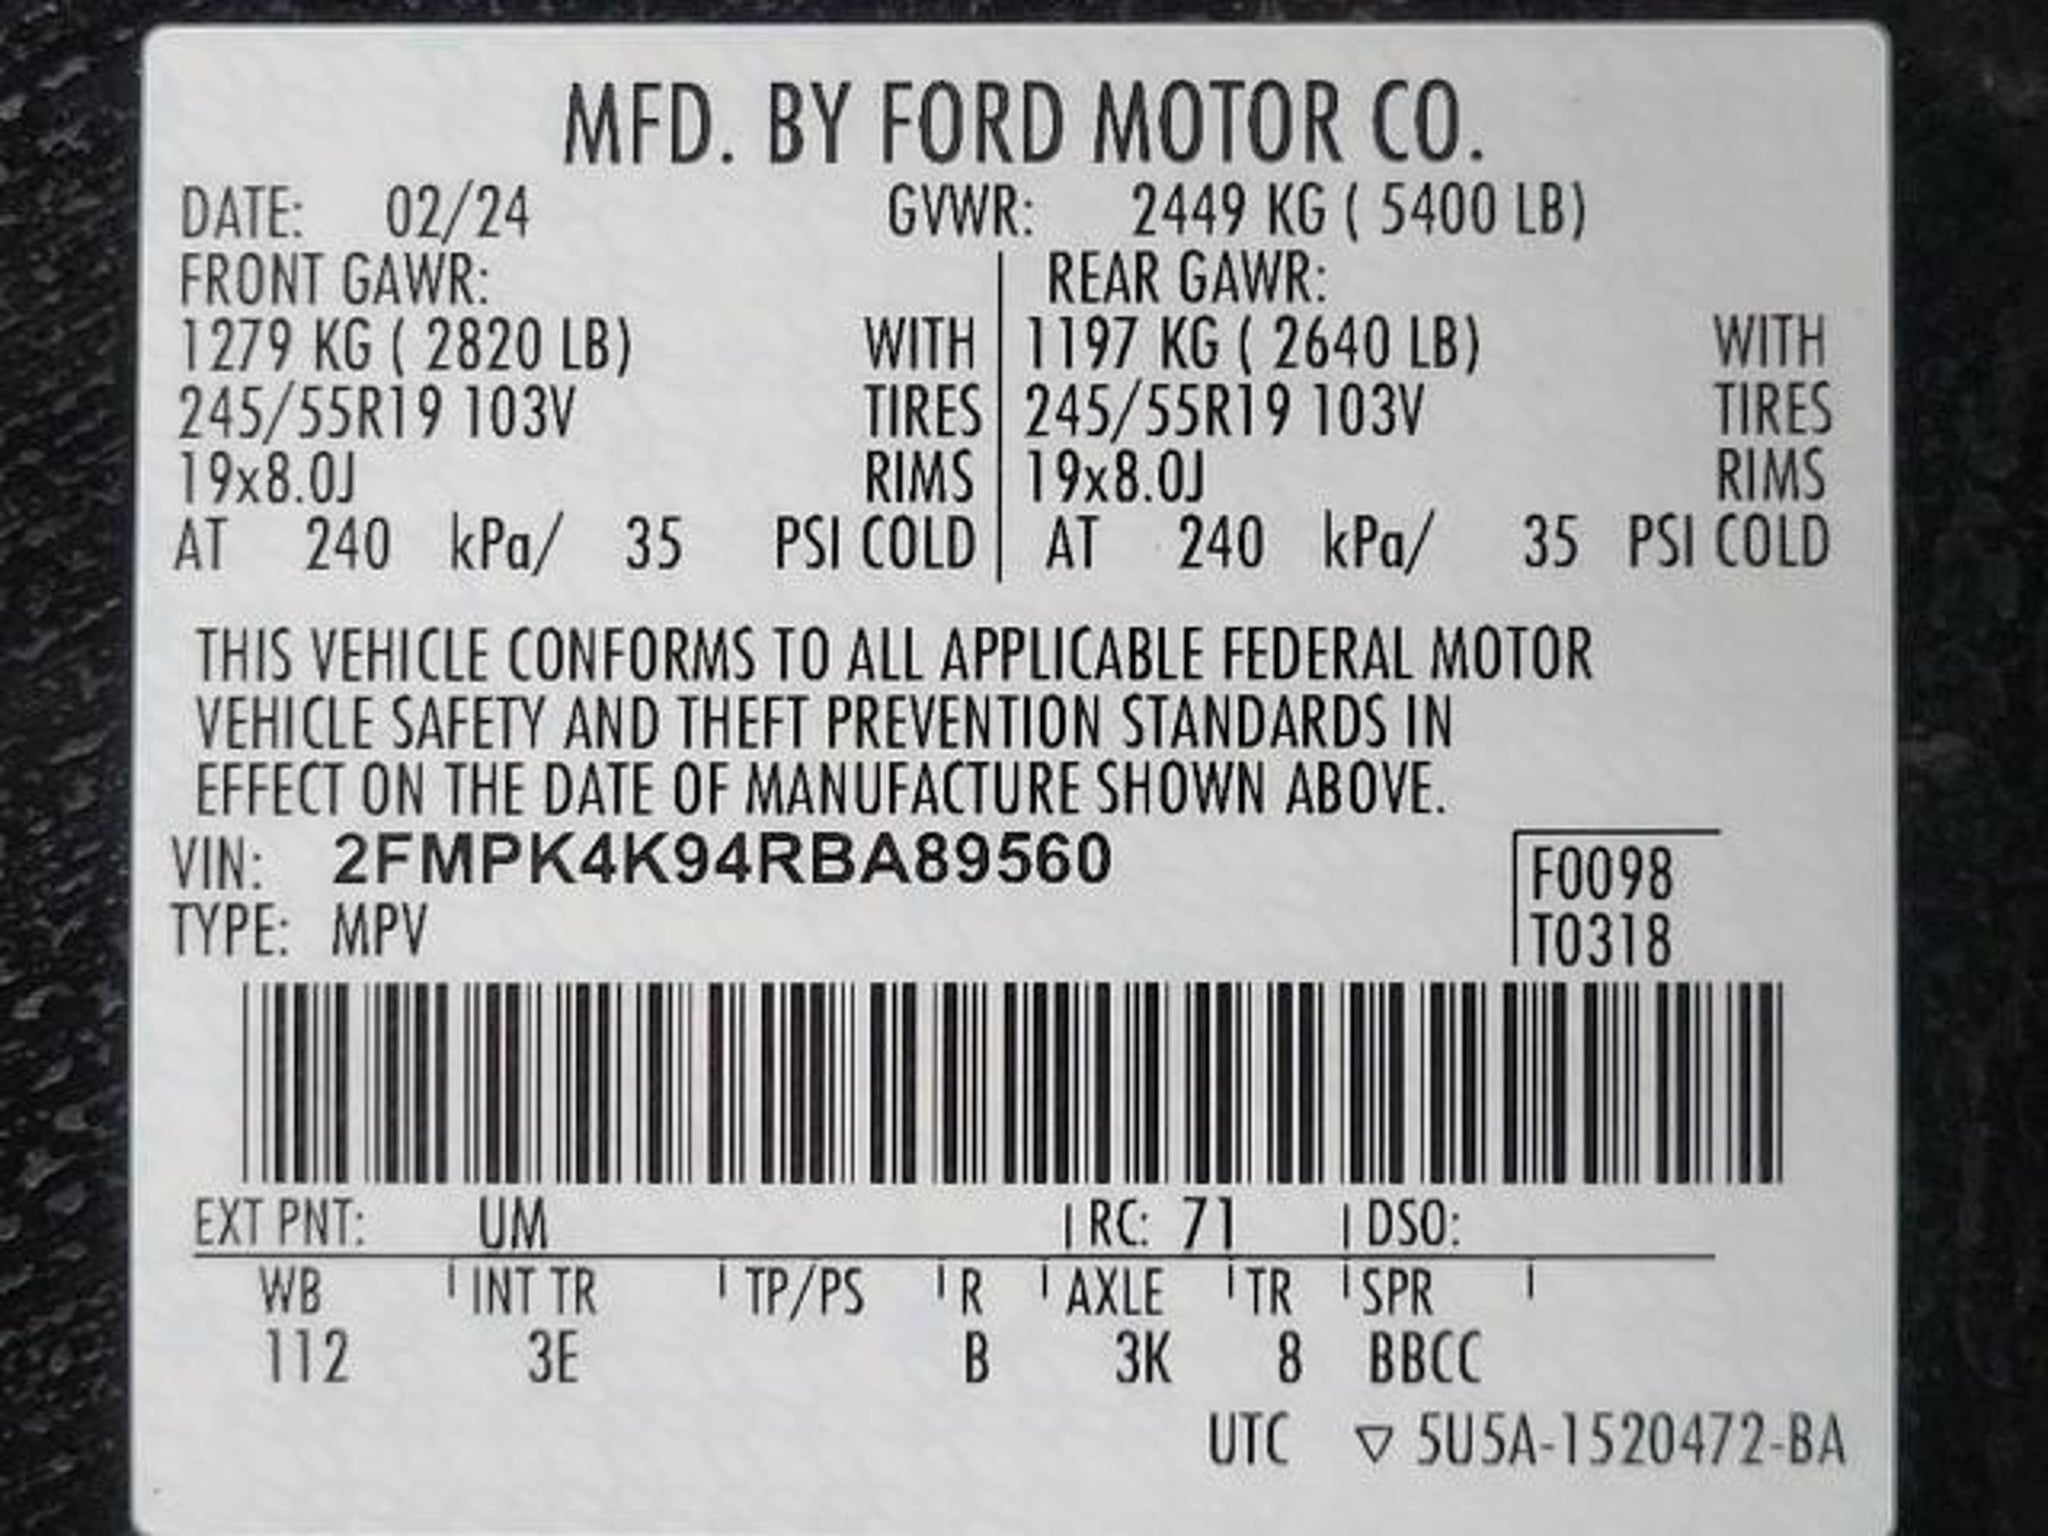 MFD. BY FORD MOTOR CO.
DATE: 02/24 GVWR: 2449 KG ( 5400 LB)
FRONT GAWR: REAR GAWR:
1279 KG ( 2820 LB) WITH 1197 KG ( 2640 LB) WITH
245/55R19 103V TIRES 245/55R19 103V TIRES
19x8.0J RIMS 19x8.0J RIMS
AT 240 kPa/ 35 PSI COLD AT 240 kPa/ 35 PSI COLD
THIS VEHICLE CONFORMS TO ALL APPLICABLE FEDERAL MOTOR
VEHICLE SAFETY AND THEFT PREVENTION STANDARDS IN
EFFECT ON THE DATE OF MANUFACTURE SHOWN ABOVE.
VIN: 2FMPK4K94RBA89560 F0098
TYPE: MPV T0318
EXT PNT: UM RC: 71 DSO:
WB INT TR TP/PS R AXLE TR SPR
112 3E B 3K 8 BBCC
UTC ▽ 5U5A-1520472-BA